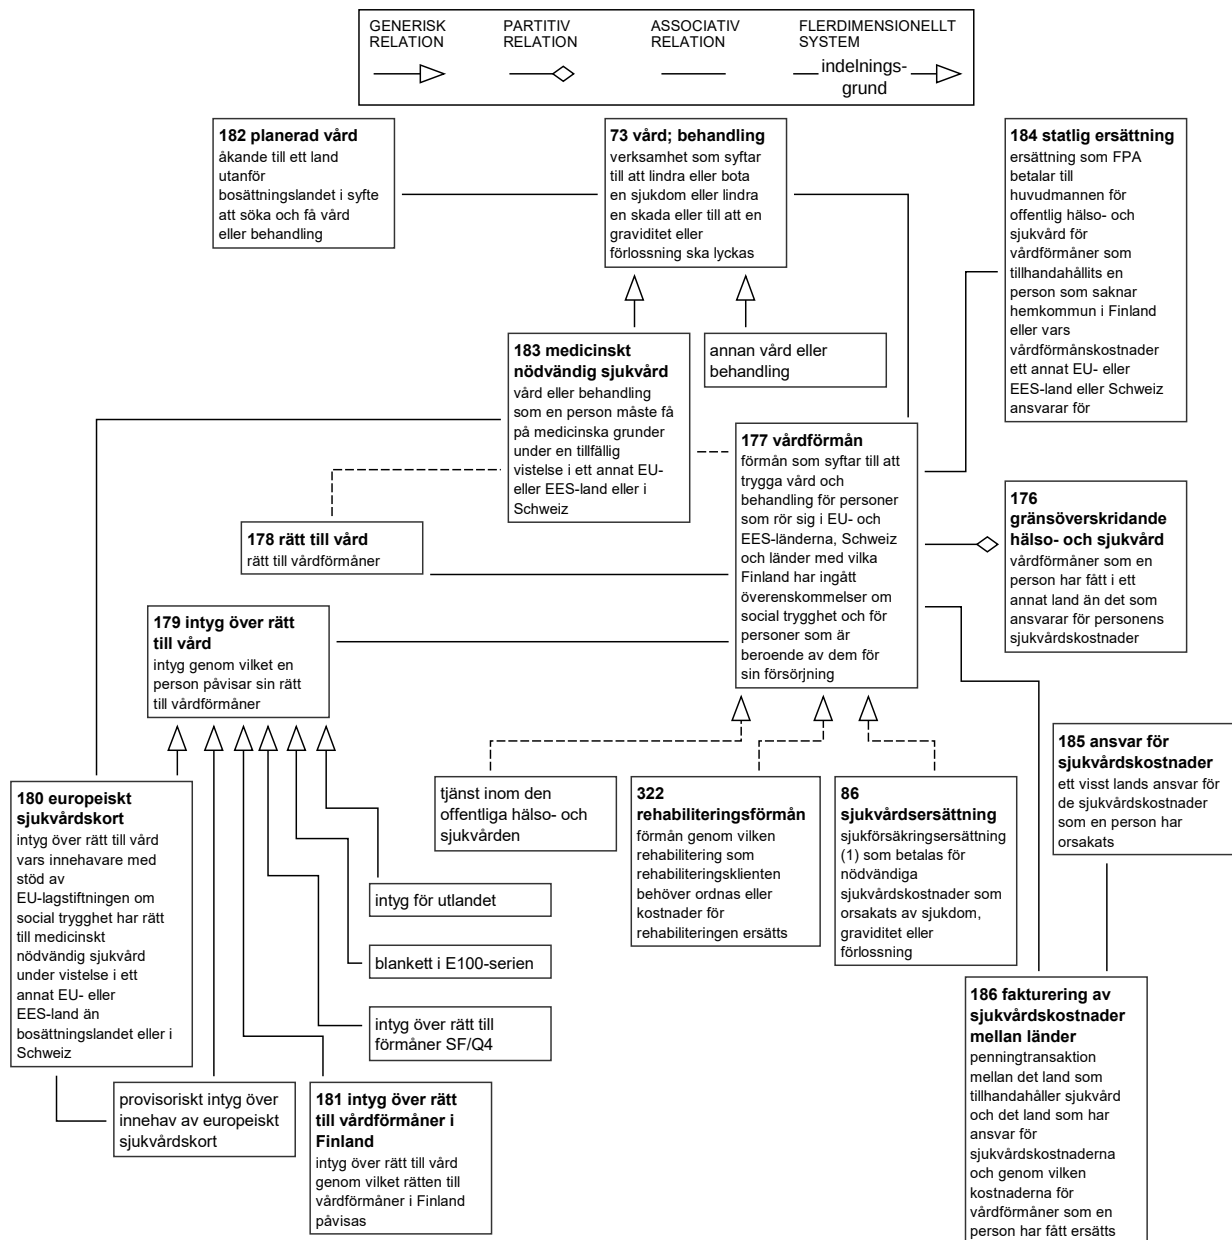 GENERISK
RELATION
PARTITIV
RELATION
ASSOCIATIV
RELATION
FLERDIMENSIONELLT
SYSTEM
indelnings-
grund
182 planerad vård
åkande till ett land
utanför
bosättningslandet i syfte
att söka och få vård
eller behandling
73 vård; behandling
verksamhet som syftar
till att lindra eller bota
en sjukdom eller lindra
en skada eller till att en
graviditet eller
förlossning ska lyckas
184 statlig ersättning
ersättning som FPA
betalar till
huvudmannen för
offentlig hälso- och
sjukvård för
vårdförmåner som
tillhandahållits en
person som saknar
hemkommun i Finland
eller vars
vårdförmånskostnader
ett annat EU- eller
EES-land eller Schweiz
ansvarar för
183 medicinskt
nödvändig sjukvård
vård eller behandling
som en person måste få
på medicinska grunder
under en tillfällig
vistelse i ett annat EU-
eller EES-land eller i
Schweiz
annan vård eller
behandling
177 vårdförmån
förmån som syftar till att
trygga vård och
behandling för personer
som rör sig i EU- och
EES-länderna, Schweiz
och länder med vilka
Finland har ingått
överenskommelser om
social trygghet och för
personer som är
beroende av dem för
sin försörjning
176
gränsöverskridande
hälso- och sjukvård
vårdförmåner som en
person har fått i ett
annat land än det som
ansvarar för personens
sjukvårdskostnader
178 rätt till vård
rätt till vårdförmåner
179 intyg över rätt
till vård
intyg genom vilket en
person påvisar sin rätt
till vårdförmåner
185 ansvar för
sjukvårdskostnader
ett visst lands ansvar för
de sjukvårdskostnader
som en person har
orsakats
180 europeiskt
sjukvårdskort
intyg över rätt till vård
vars innehavare med
stöd av
EU-lagstiftningen om
social trygghet har rätt
till medicinskt
nödvändig sjukvård
under vistelse i ett
annat EU- eller
EES-land än
bosättningslandet eller i
Schweiz
tjänst inom den
offentliga hälso- och
sjukvården
322
rehabiliteringsförmån
förmån genom vilken
rehabilitering som
rehabiliteringsklienten
behöver ordnas eller
kostnader för
rehabiliteringen ersätts
86
sjukvårdsersättning
sjukförsäkringsersättning
(1) som betalas för
nödvändiga
sjukvårdskostnader som
orsakats av sjukdom,
graviditet eller
förlossning
intyg för utlandet
blankett i E100-serien
intyg över rätt till
förmåner SF/Q4
provisoriskt intyg över
innehav av europeiskt
sjukvårdskort
181 intyg över rätt
till vårdförmåner i
Finland
intyg över rätt till vård
genom vilket rätten till
vårdförmåner i Finland
påvisas
186 fakturering av
sjukvårdskostnader
mellan länder
penningtransaktion
mellan det land som
tillhandahåller sjukvård
och det land som har
ansvar för
sjukvårdskostnaderna
och genom vilken
kostnaderna för
vårdförmåner som en
person har fått ersätts